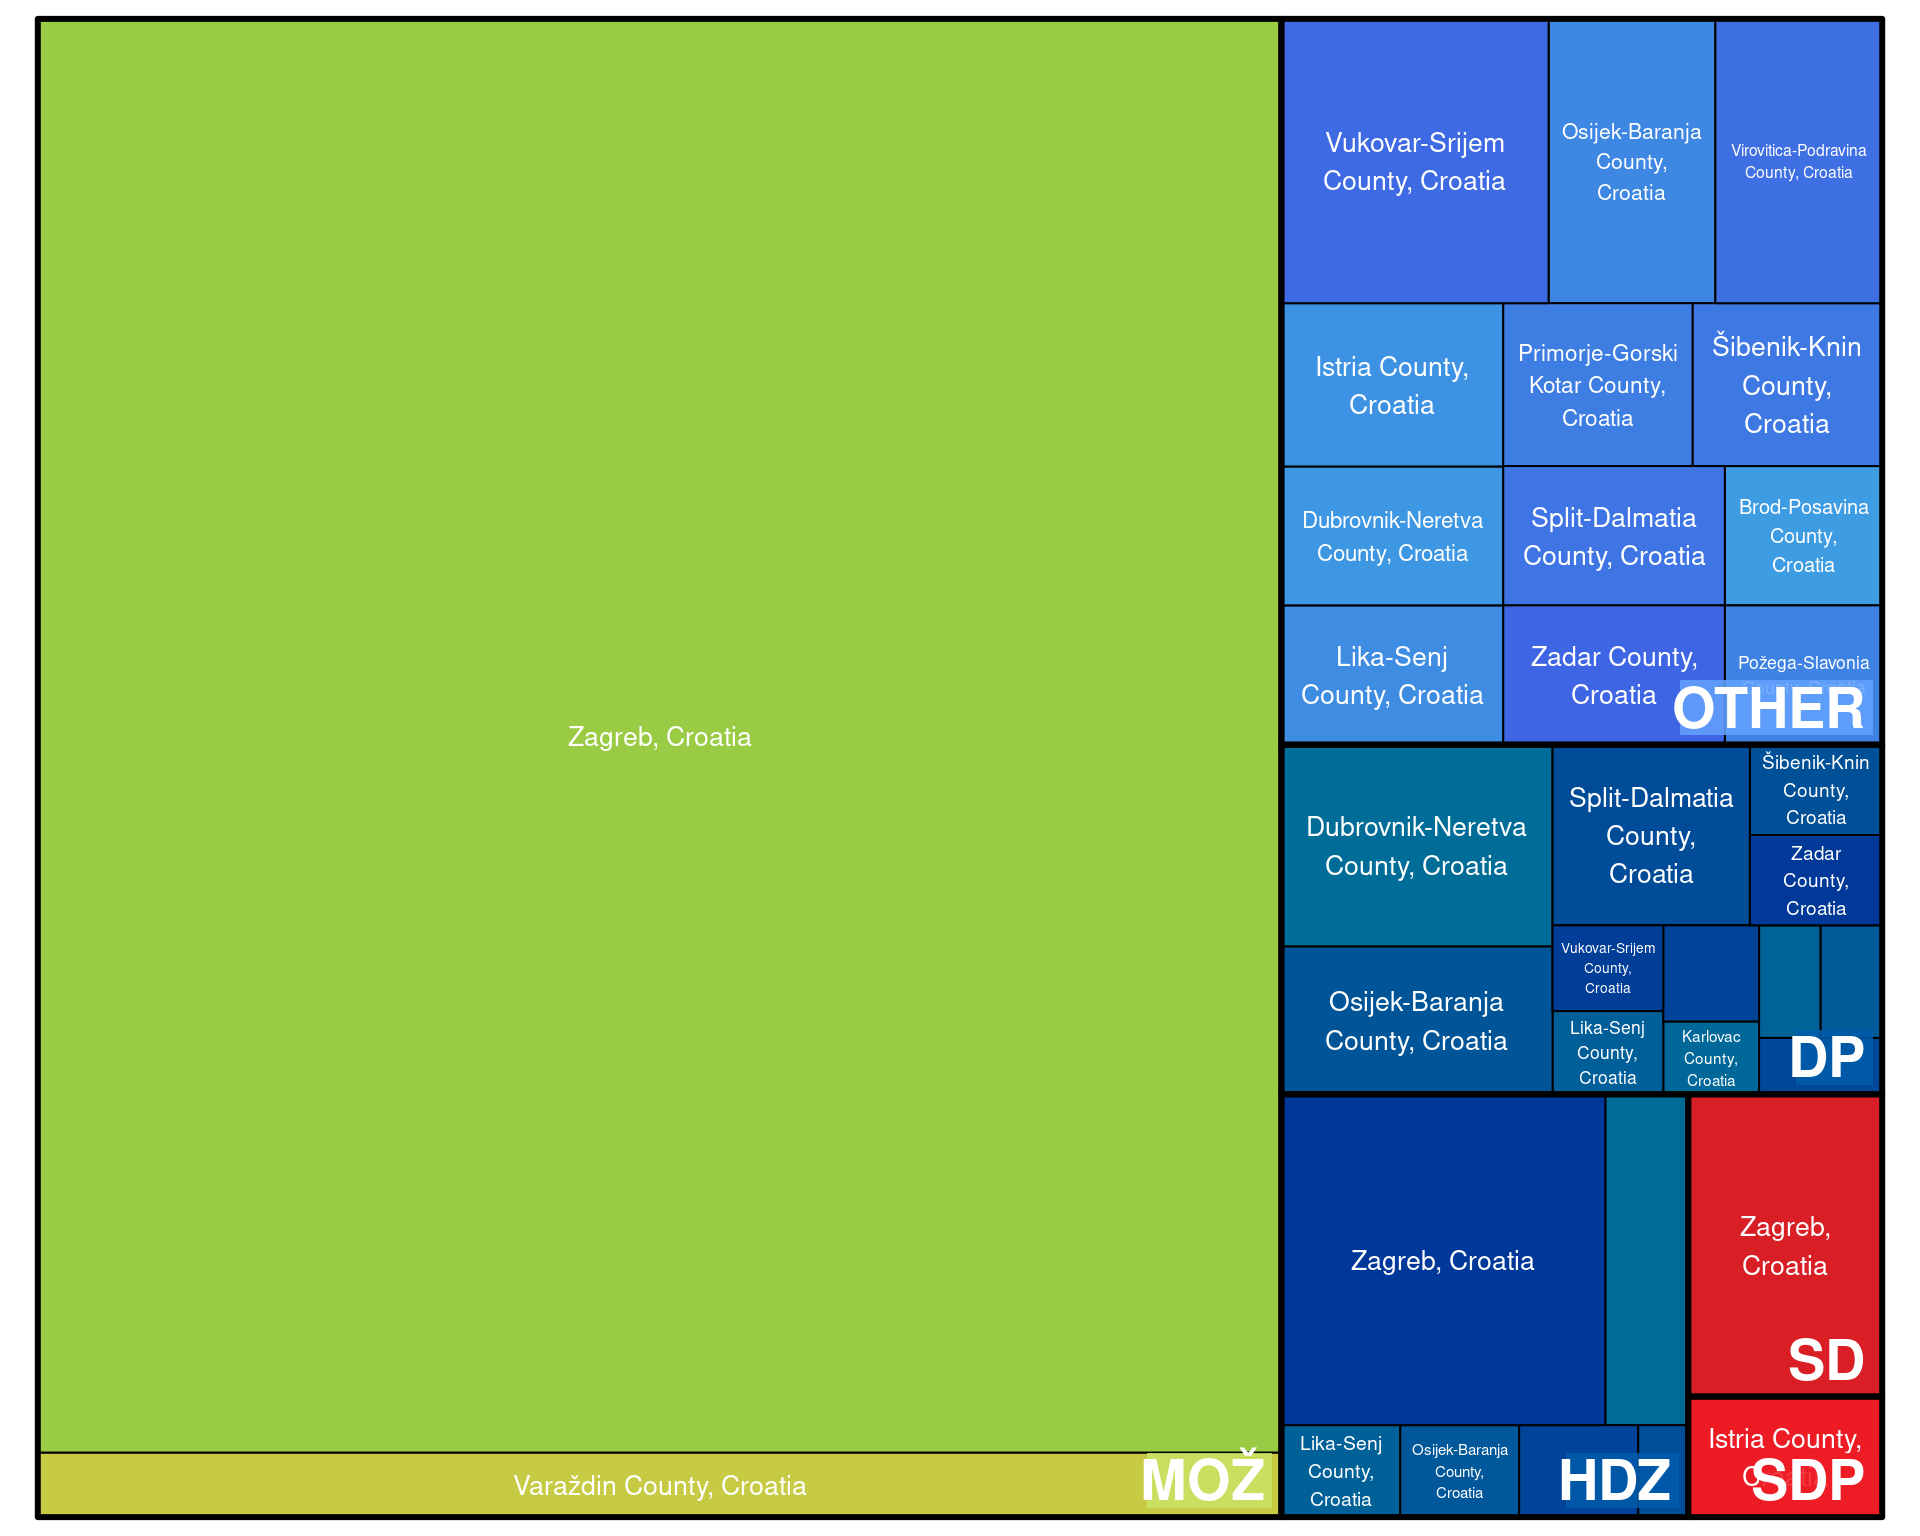 Zagreb, Croatia
Varaždin County, Croatia
MOŽ
Vukovar-Srijem
County, Croatia
Osijek-Baranja
County,
Croatia
Virovitica-Podravina
County, Croatia
Istria County,
Croatia
Primorje-Gorski
Kotar County,
Croatia
Šibenik-Knin
County,
Croatia
Dubrovnik-Neretva
County, Croatia
Split-Dalmatia
County, Croatia
Brod-Posavina
County,
Croatia
Lika-Senj
County, Croatia
Zadar County,
Croatia
Požega-Slavonia
OTHER
Dubrovnik-Neretva
County, Croatia
Split-Dalmatia
County,
Croatia
Šibenik-Knin
County,
Croatia
Zadar
County,
Croatia
Osijek-Baranja
County, Croatia
Vukovar-Srijem
County,
Croatia
Lika-Senj
County,
Croatia
Karlovac
County,
Croatia
DP
Zagreb, Croatia
Lika-Senj
County,
Croatia
Osijek-Baranja
County,
Croatia
HDZ
Zagreb,
Croatia
SD
Istria County,
SDP